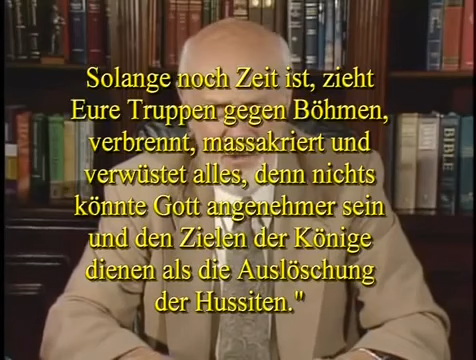 Solange noch Zeit ist, zieht
Eure Truppen gegen Böhmen,
verbrennt, massakriert und
verwüstet alles, denn nichts
könnte Gott angenehmer sein
und den Zielen der Könige
dienen als die Auslöschung
der Hussiten."
BIBLE